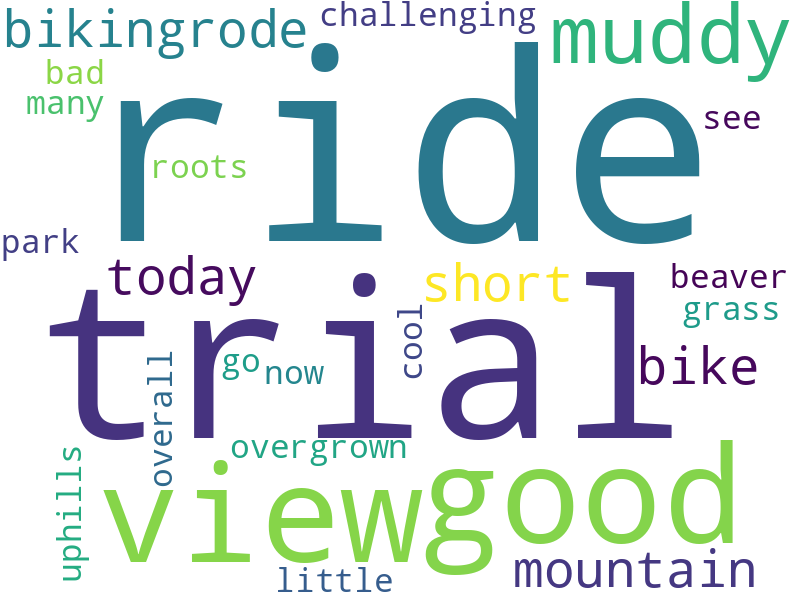 challenging
bikingrode
muddy
bad
many
ride
see
roots
park
today
short
beaver
grass
trial
cool
go
now
bike
overall
overgrown
uphills
view
good
mountain
little